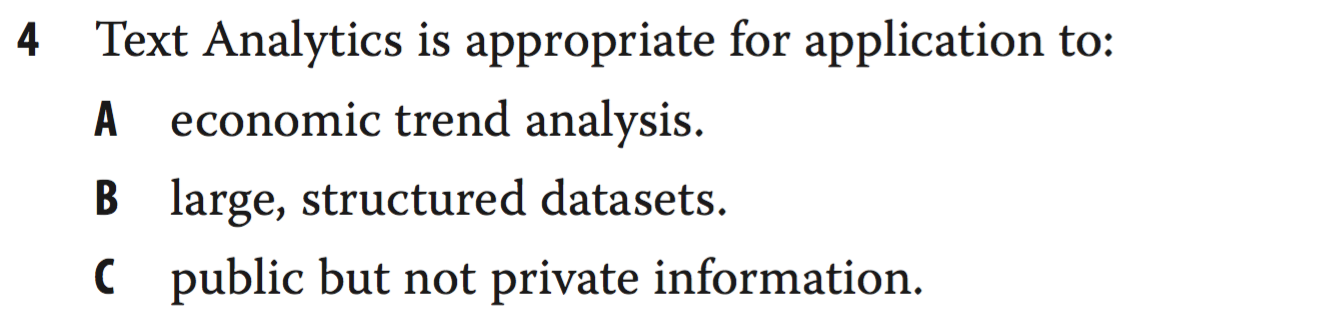 4 Text Analytics is appropriate for application to:
A economic trend analysis.
B large, structured datasets.
C public but not private information.